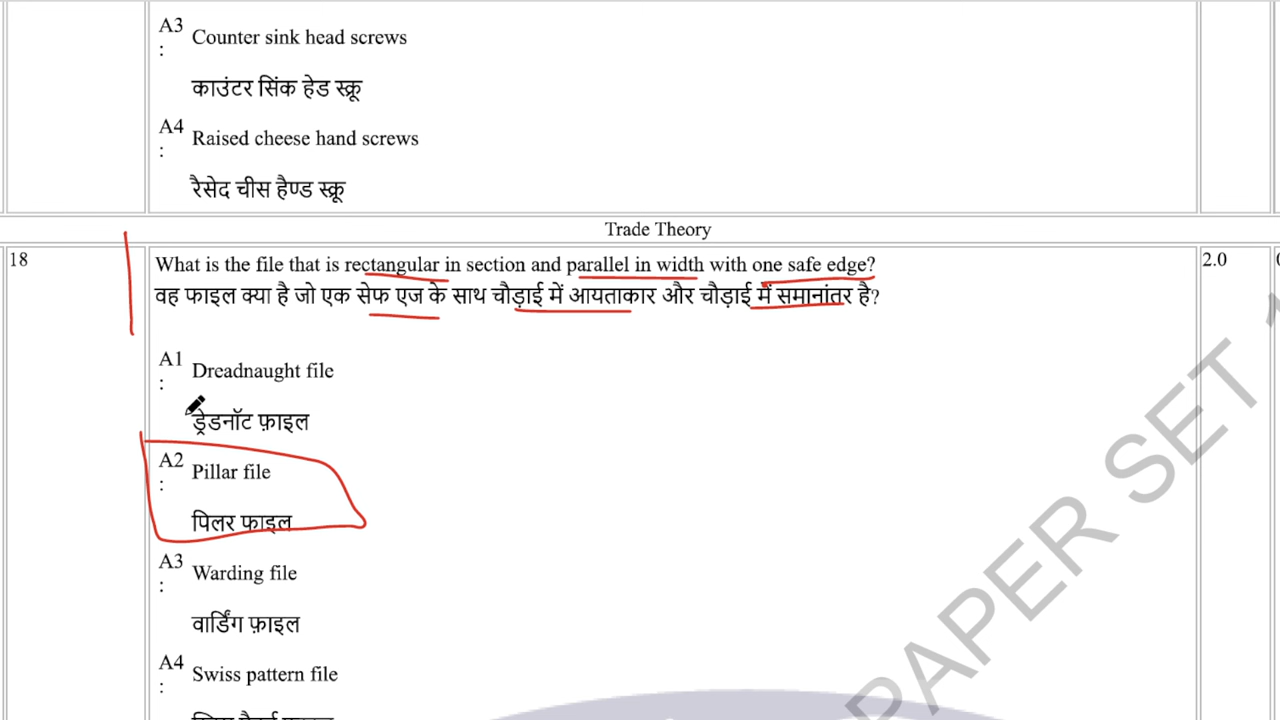 A3
:
Counter sink head screws
काउंटर सिंक हेड स्क्रू
A4
:
Raised cheese hand screws
रैसेद चीस हैण्ड स्क्रू
Trade Theory
18
What is the file that is rectangular in section and parallel in width with one safe edge?
2.0
वह फाइल क्या है जो एक सेफ एज के साथ चौड़ाई में आयताकार और चौड़ाई में समानांतर है?
A1
:
Dreadnaught file
ड्रेडनॉट फ़ाइल
A2
:
Pillar file
पिलर फाइल
A3
:
Warding file
वार्डिंग फ़ाइल
A4
:
Swiss pattern file
PAPER SET